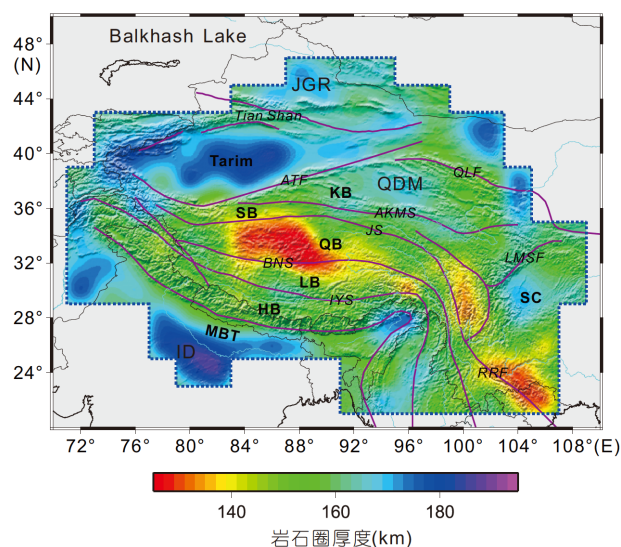 48°
(N)
44°
40°
36°
32°
28°
24°
Balkhash Lake
JGR
Tian Shan
Tarim
ATF
KB
QDM
QLF
SB
AKMS
JS
QB
BNS
LB
LMSF
IYS
SC
HB
MBT
ID
RRF
72° 76° 80° 84° 88° 92° 96° 100° 104° 108°(E)
140 160 180
岩石圈厚度(km)